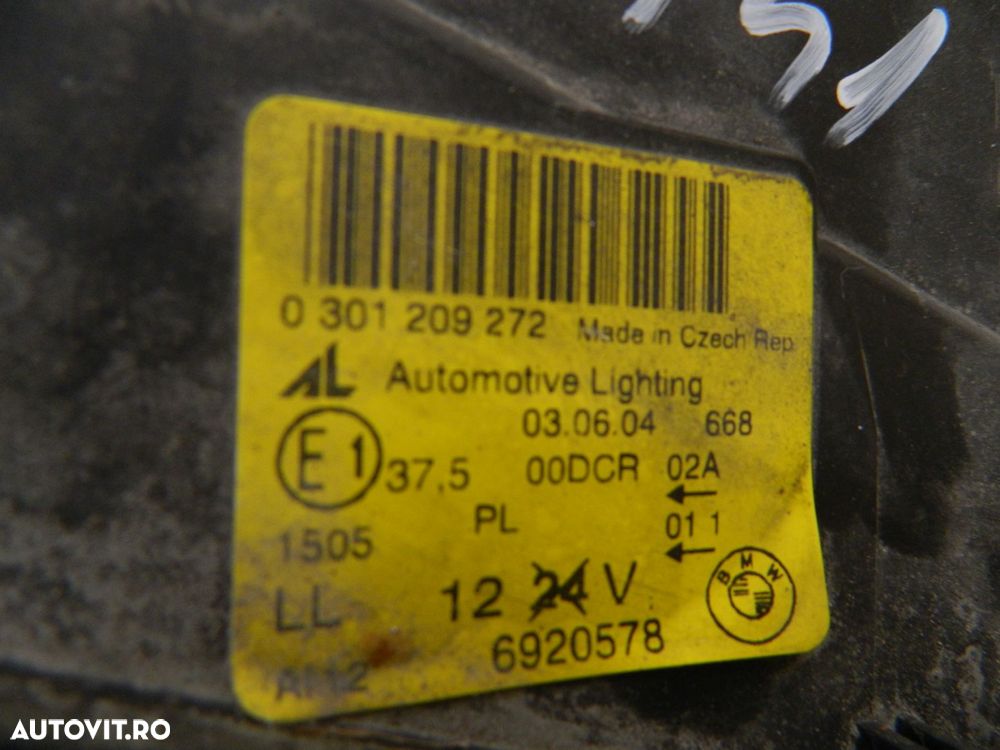 0 301 209 272 Made in Czech Rep
AL Automotive Lighting
03.06.04 668
E1 37,5 00DCR 02A
1505 PL 01 1
LL 12 24 V
BMW
6920578
AUTOVIT.RO